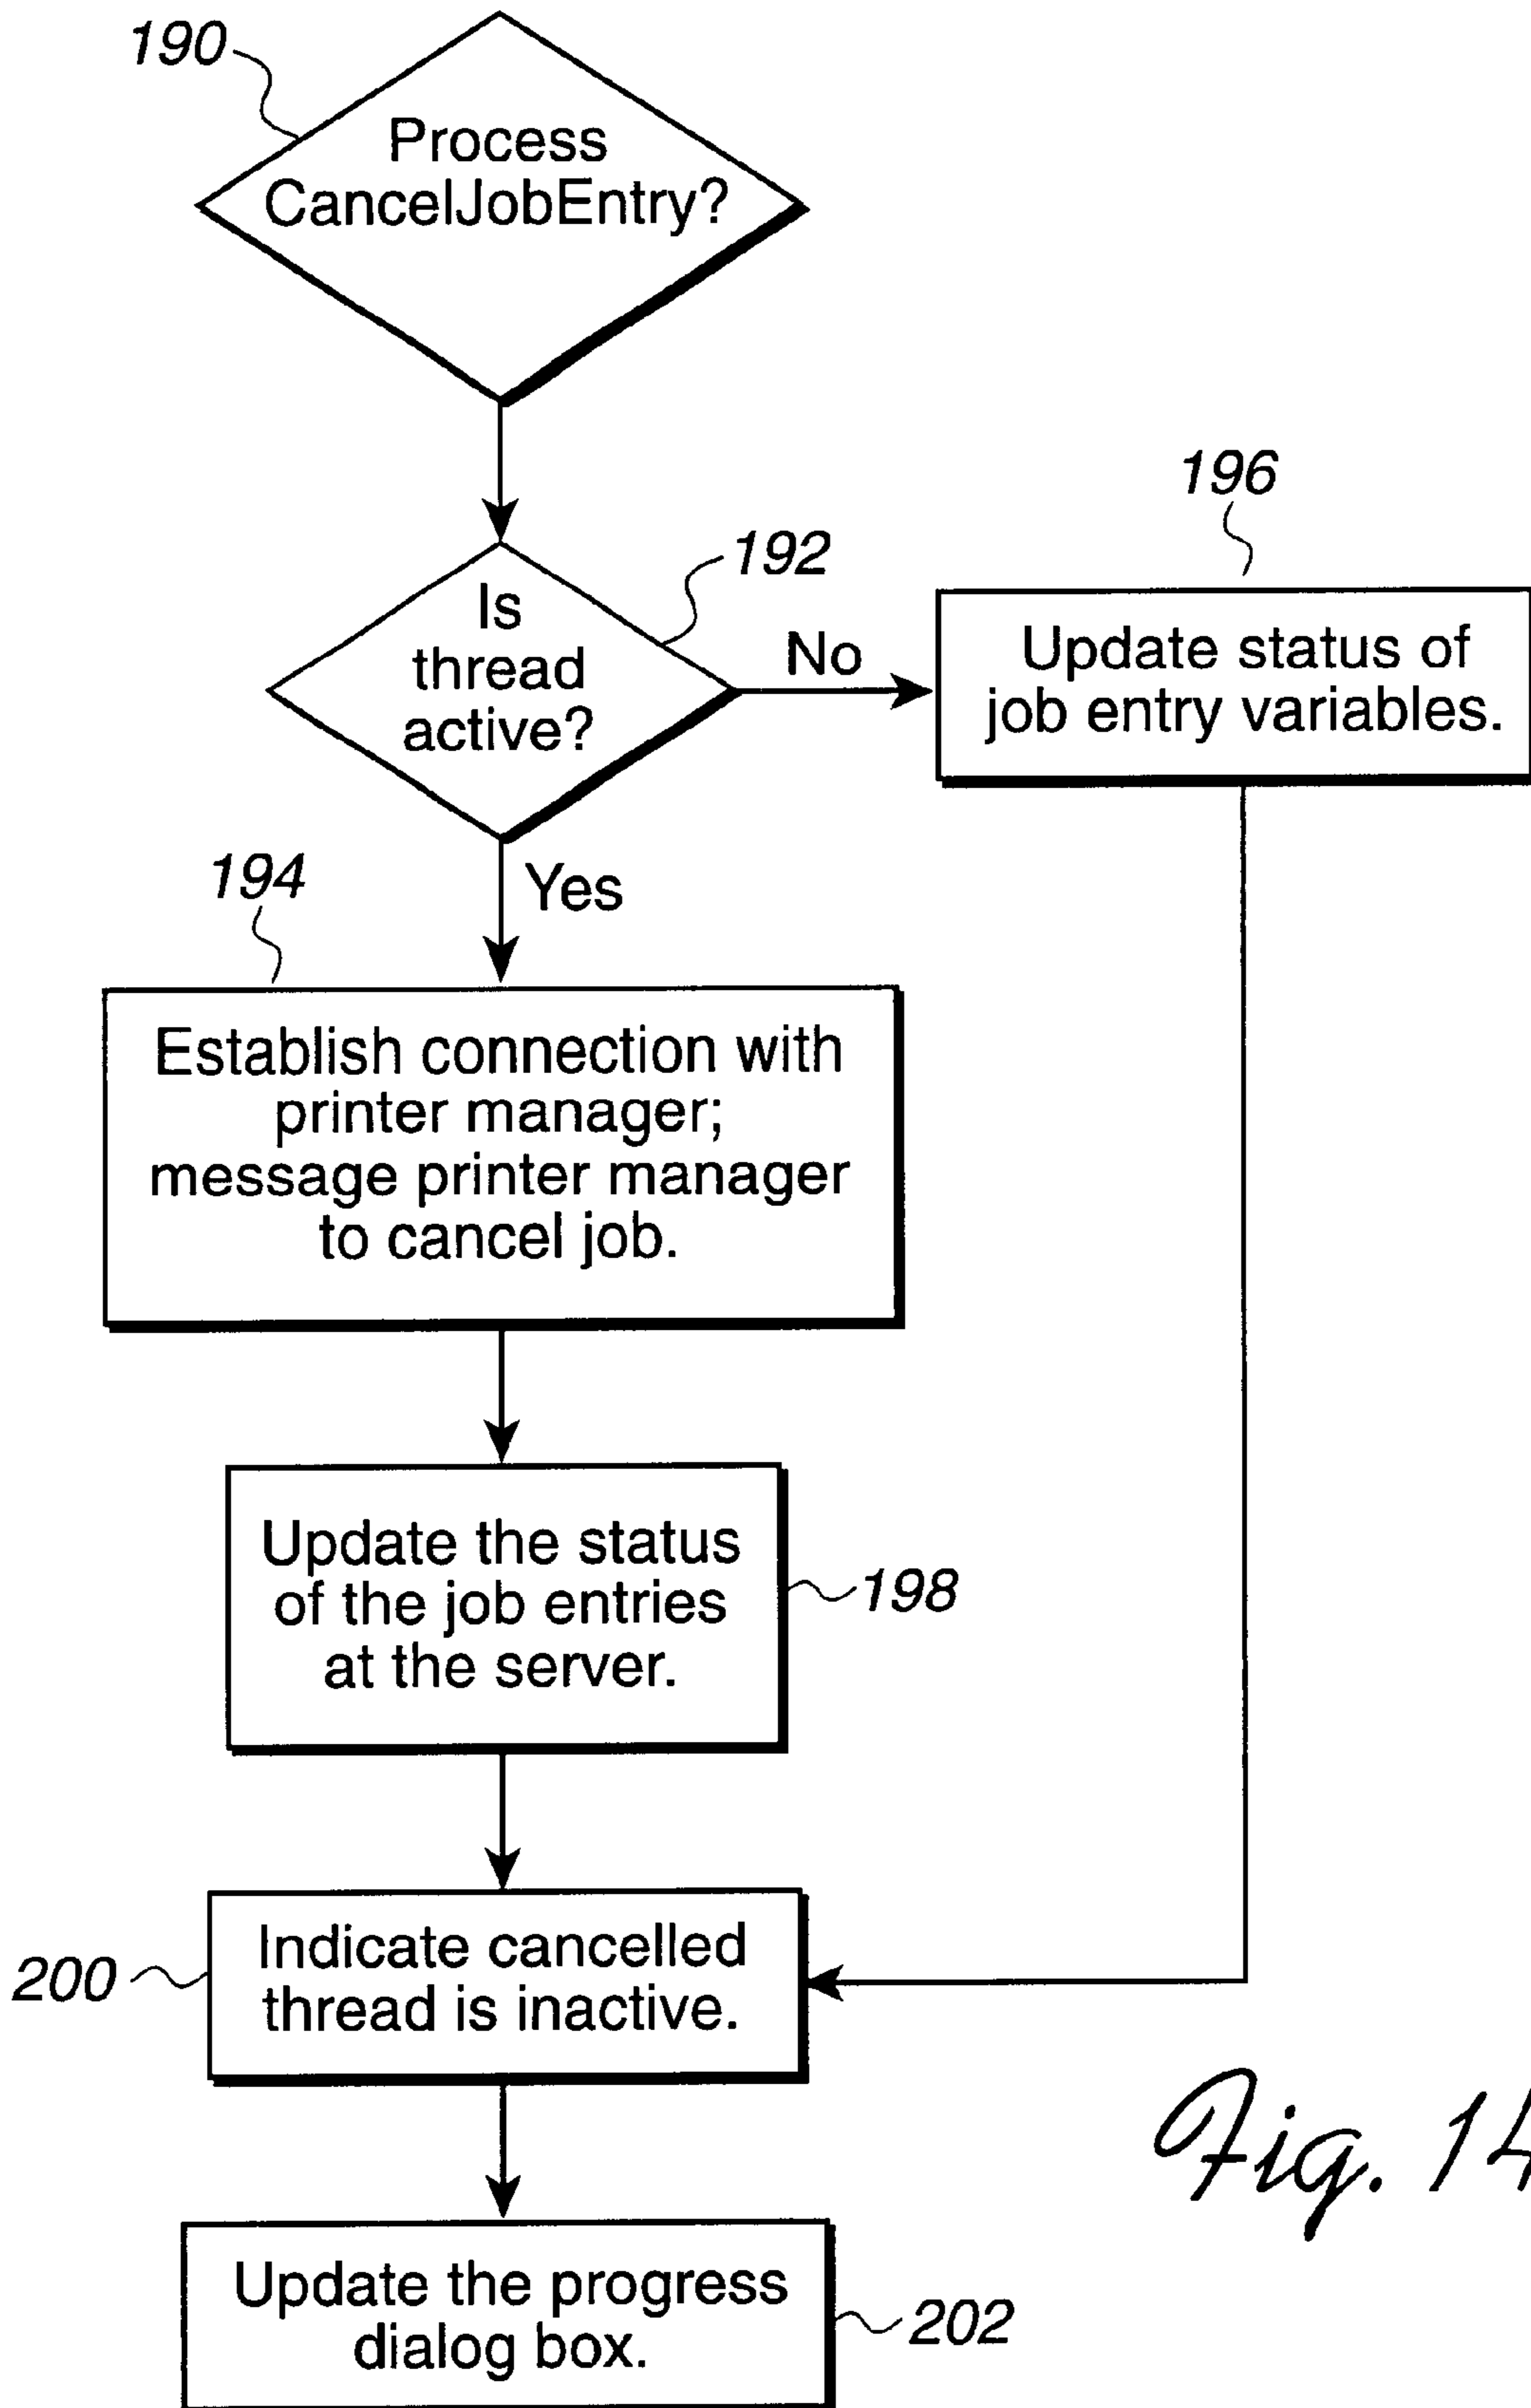 190
Process
CancelJobEntry?
192
Is
thread
active?
No
196
Update status of
job entry variables.
Yes
194
Establish connection with
printer manager;
message printer manager
to cancel job.
Update the status
of the job entries
at the server.
198
200
Indicate cancelled
thread is inactive.
Update the progress
dialog box.
202
Fig. 14